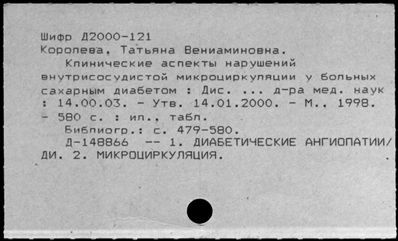 Шифр Д2000-121
Королева, Татьяна Вениаминовна.
Клинические аспекты нарушений
внутрисосудистой микроциркуляции у больных
сахарным диабетом : Дис. ... д-ра мед. наук
: 14.00.03. - Утв. 14.01.2000. - М., 1998.
- 580 с. : ил., табл.
Библиогр.: с. 479-580.
Д-148866 -- 1. ДИАБЕТИЧЕСКИЕ АНГИОПАТИИ/
ДИ. 2. МИКРОЦИРКУЛЯЦИЯ.